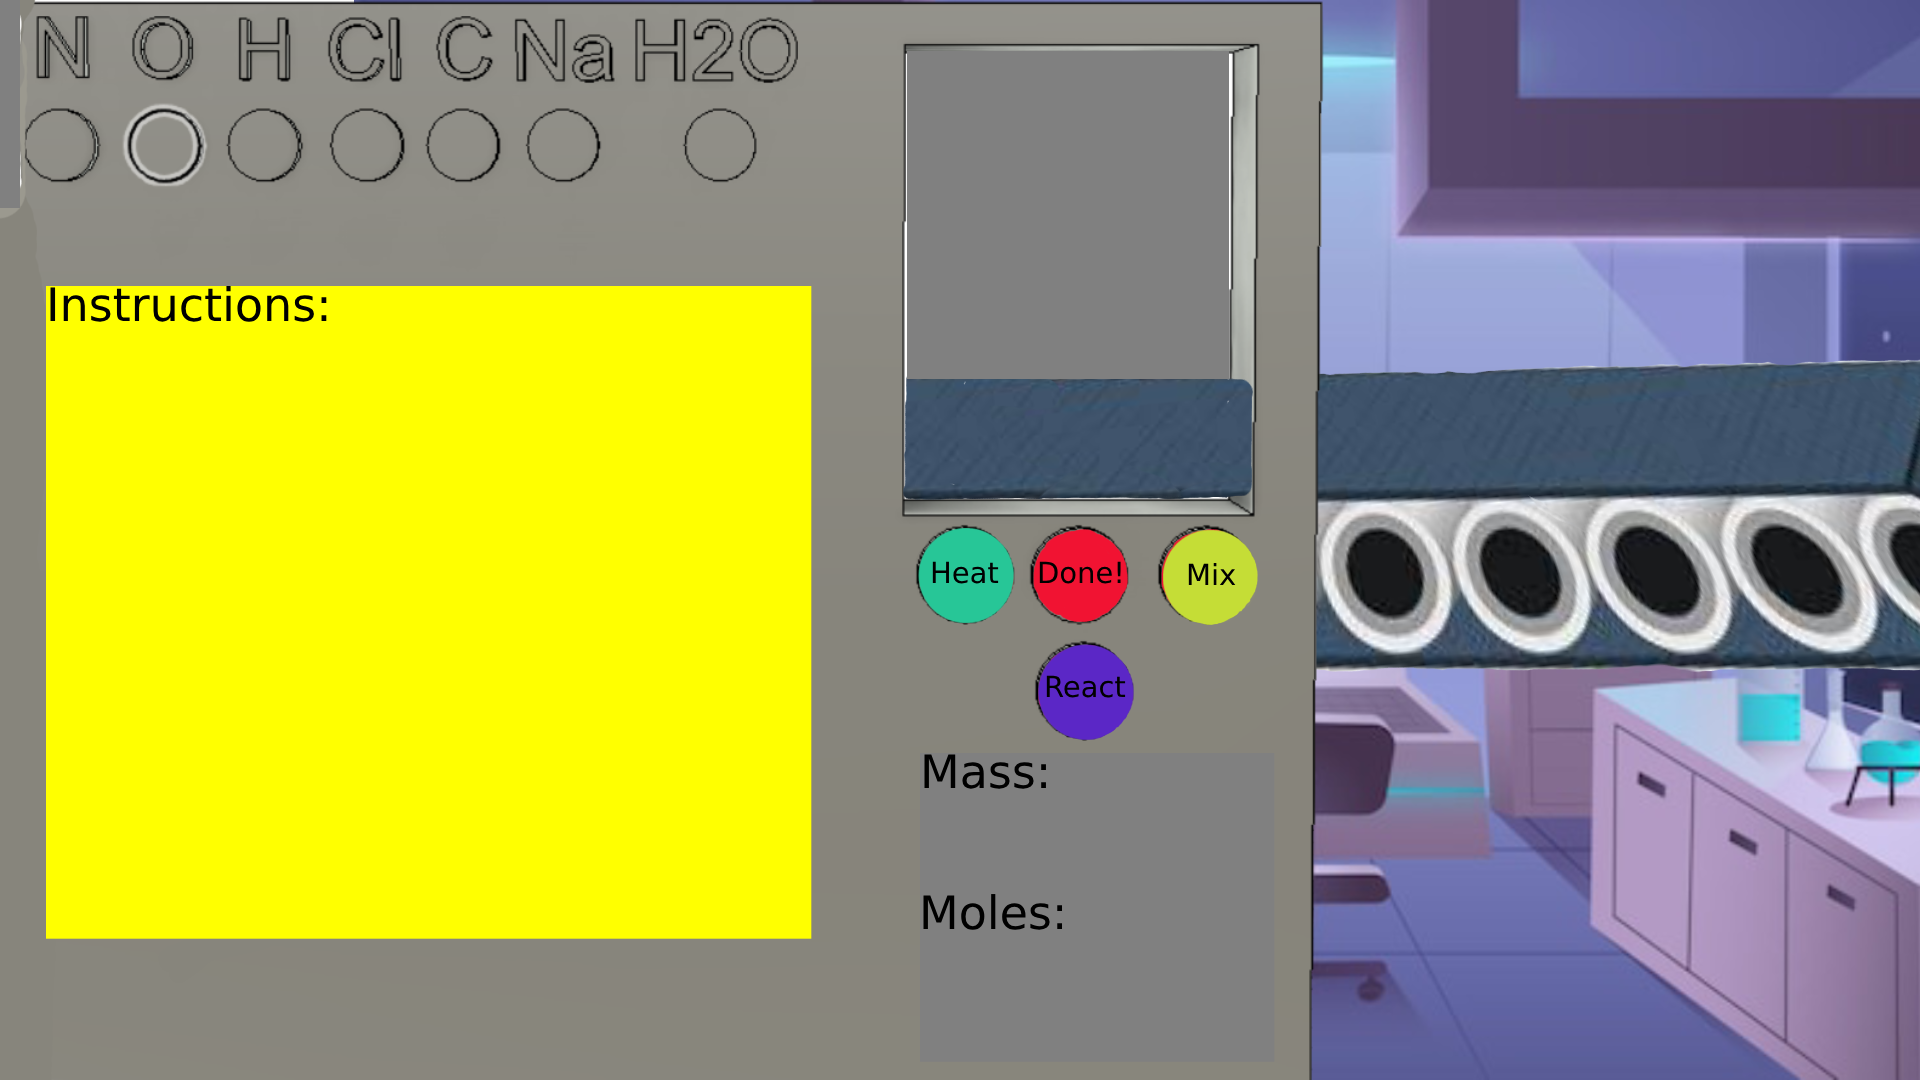 N O H Cl C Na H2O
Instructions:
Heat Done! Mix
React
Mass:
Moles: